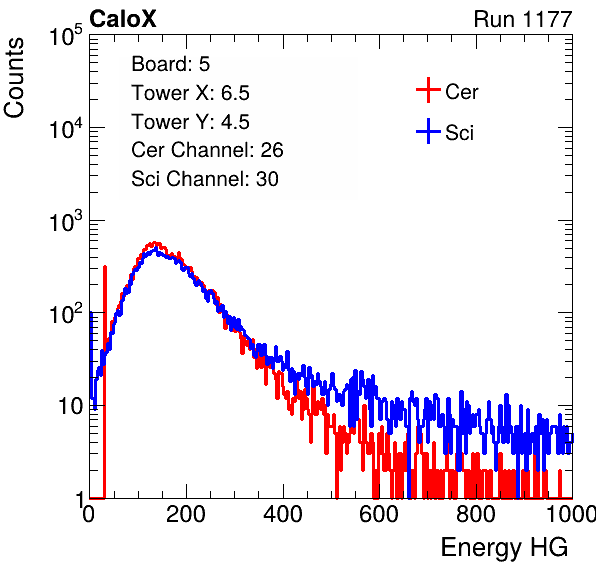 CaloX Run 1177
Counts
10^5
10^4
10^3
10^2
10
1
Board: 5
Tower X: 6.5
Tower Y: 4.5
Cer Channel: 26
Sci Channel: 30
Cer
Sci
0 200 400 600 800 1000
Energy HG